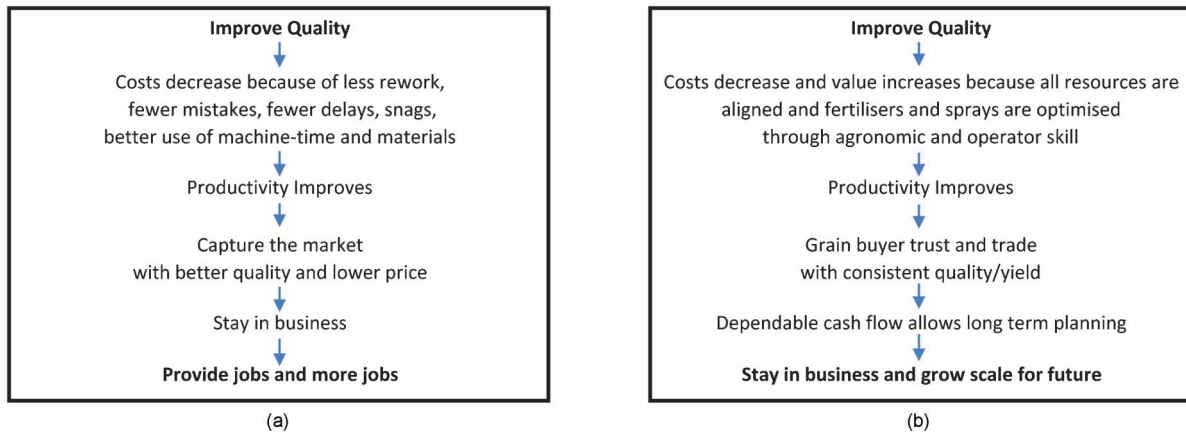 Improve Quality
Costs decrease because of less rework,
fewer mistakes, fewer delays, snags,
better use of machine-time and materials
Productivity Improves
Capture the market
with better quality and lower price
Stay in business
Provide jobs and more jobs
(a)
Improve Quality
Costs decrease and value increases because all resources are
aligned and fertilisers and sprays are optimised
through agronomic and operator skill
Productivity Improves
Grain buyer trust and trade
with consistent quality/yield
Dependable cash flow allows long term planning
Stay in business and grow scale for future
(b)